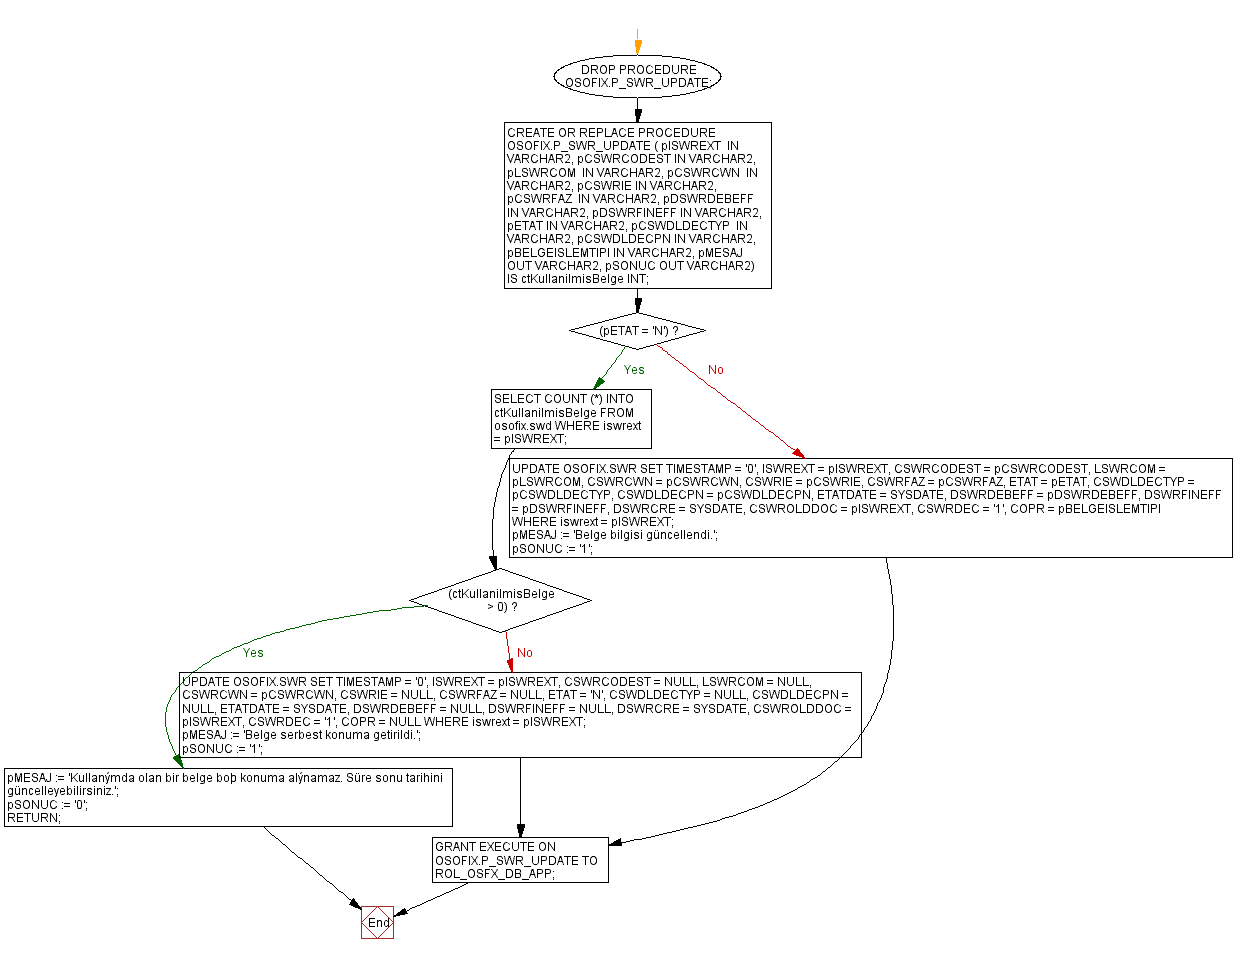 DROP PROCEDURE
OSOFIX.P_SWR_UPDATE;
CREATE OR REPLACE PROCEDURE
OSOFIX.P_SWR_UPDATE ( pISWREXT  IN
VARCHAR2, pCSWRCODEST IN VARCHAR2,
pLSWRCOM  IN VARCHAR2, pCSWRCWN  IN
VARCHAR2, pCSWRIE IN VARCHAR2,
pCSWRFAZ  IN VARCHAR2, pDSWRDEBEFF
IN VARCHAR2, pDSWRFINEFF IN VARCHAR2,
pETAT IN VARCHAR2, pCSWDLDECTYP  IN
VARCHAR2, pCSWDLDECPN IN VARCHAR2,
pBELGEISLEMTIPI IN VARCHAR2, pMESAJ
OUT VARCHAR2, pSONUC OUT VARCHAR2)
IS ctKullanilmisBelge INT;
(pETAT = 'N') ?
Yes
No
SELECT COUNT (*) INTO
ctKullanilmisBelge FROM
osofix.swd WHERE iswrext
= pISWREXT;
UPDATE OSOFIX.SWR SET TIMESTAMP = '0', ISWREXT = pISWREXT, CSWRCODEST = pCSWRCODEST, LSWRCOM =
pLSWRCOM, CSWRCWN = pCSWRCWN, CSWRIE = pCSWRIE, CSWRFAZ = pCSWRFAZ, ETAT = pETAT, CSWDLDECTYP =
pCSWDLDECTYP, CSWDLDECPN = pCSWDLDECPN, ETATDATE = SYSDATE, DSWRDEBEFF = pDSWRDEBEFF, DSWRFINEFF
= pDSWRFINEFF, DSWRCRE = SYSDATE, CSWROLDDOC = pISWREXT, CSWRDEC = '1', COPR = pBELGEISLEMTIPI
WHERE iswrext = pISWREXT;
pMESAJ := 'Belge bilgisi güncellendi.';
pSONUC := '1';
(ctKullanilmisBelge
> 0) ?
Yes
No
UPDATE OSOFIX.SWR SET TIMESTAMP = '0', ISWREXT = pISWREXT, CSWRCODEST = NULL, LSWRCOM = NULL,
CSWRCWN = pCSWRCWN, CSWRIE = NULL, CSWRFAZ = NULL, ETAT = 'N', CSWDLDECTYP = NULL, CSWDLDECPN =
NULL, ETATDATE = SYSDATE, DSWRDEBEFF = NULL, DSWRFINEFF = NULL, DSWRCRE = SYSDATE, CSWROLDDOC =
pISWREXT, CSWRDEC = '1', COPR = NULL WHERE iswrext = pISWREXT;
pMESAJ := 'Belge serbest konuma getirildi.';
pSONUC := '1';
pMESAJ := 'Kullanýmda olan bir belge boþ konuma alýnamaz. Süre sonu tarihini
güncelleyebilirsiniz.';
pSONUC := '0';
RETURN;
GRANT EXECUTE ON
OSOFIX.P_SWR_UPDATE TO
ROL_OSFX_DB_APP;
End